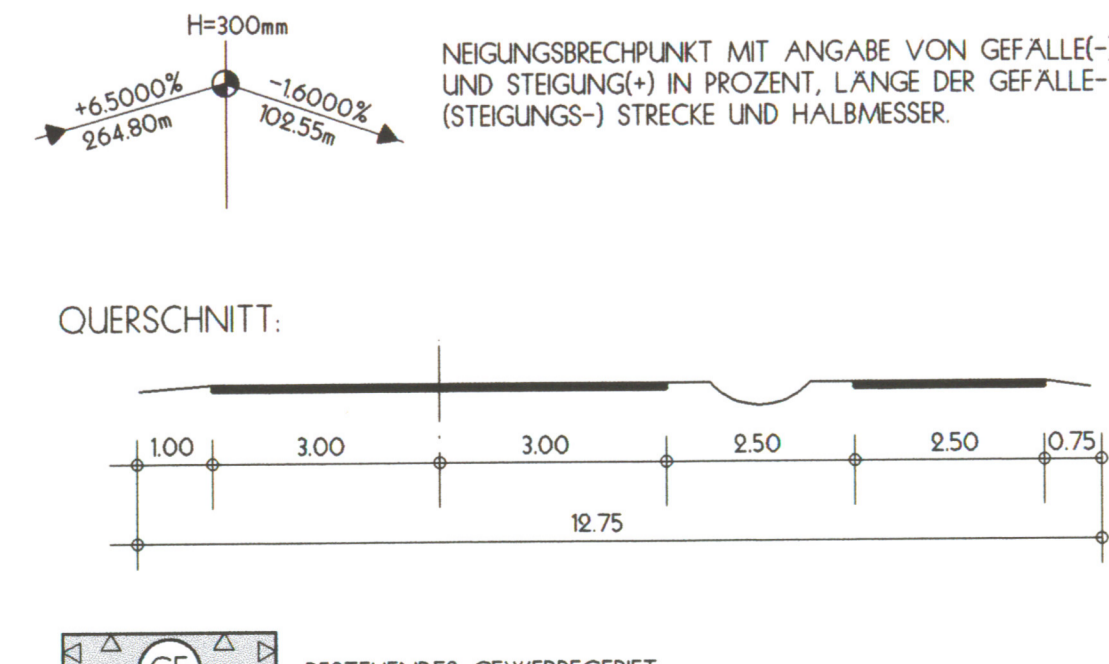 H=300mm
+6.5000%
264.80m
-1.6000%
102.55m
NEIGUNGSBRECHPUNKT MIT ANGABE VON GEFÄLLE(-)
UND STEIGUNG(+) IN PROZENT, LÄNGE DER GEFÄLLE-
(STEIGUNGS-) STRECKE UND HALBMESSER.
QUERSCHNITT:
1.00 3.00 3.00 2.50 2.50 0.75
12.75
GE
BESTEHENDES GEWERBEGEBIET